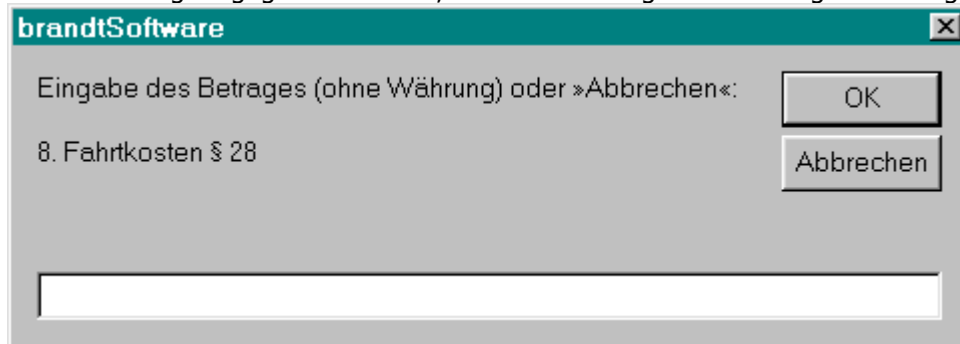 brandtSoftware
Eingabe des Betrages (ohne Währung) oder »Abbrechen«:
OK
8. Fahrtkosten § 28
Abbrechen